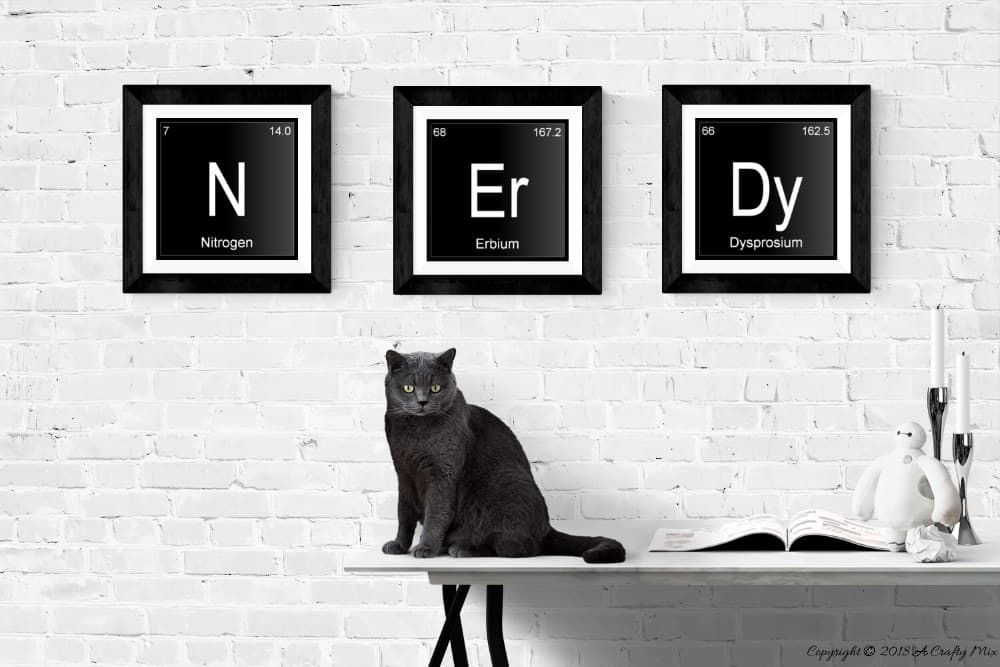 7 14.0
N
Nitrogen
68 167.2
Er
Erbium
66 162.5
Dy
Dysprosium
Copyright © 2018 A Crafty Mix